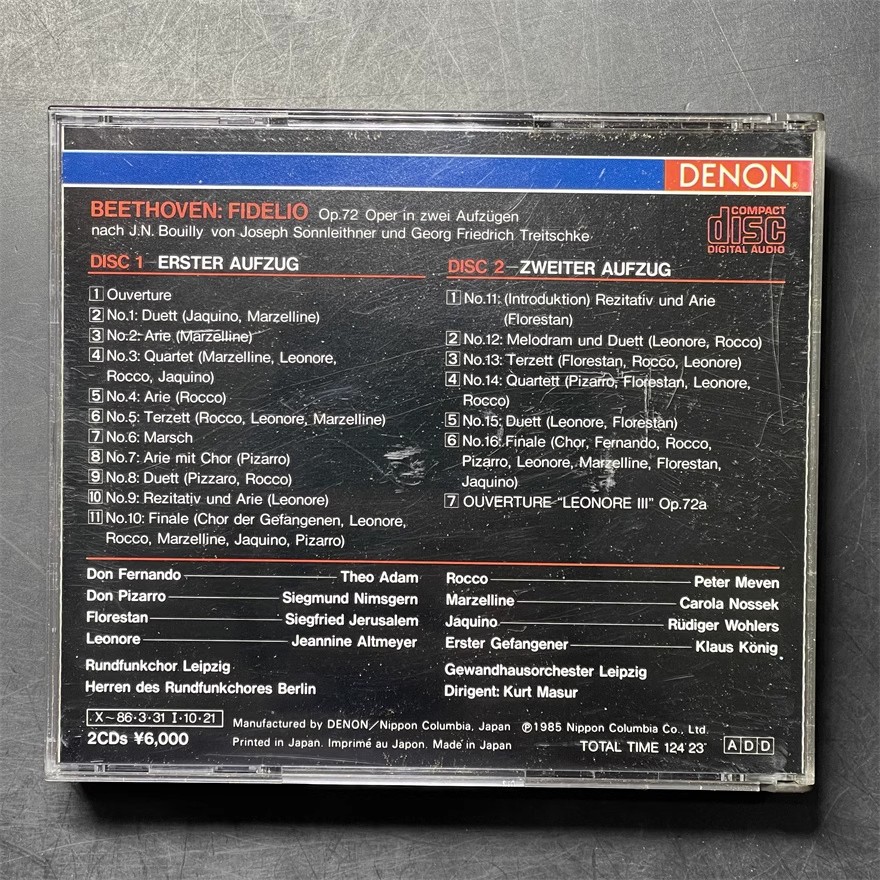 DENON®
BEETHOVEN: FIDELIO Op.72 Oper in zwei Aufzügen
nach J.N. Bouilly von Joseph Sonnleithner und Georg Friedrich Treitschke
COMPACT
disc
DIGITAL AUDIO
DISC 1—ERSTER AUFZUG
1 Ouverture
2 No.1: Duett (Jaquino, Marzelline)
3 No.2: Arie (Marzelline)
4 No.3: Quartet (Marzelline, Leonore,
Rocco, Jaquino)
5 No.4: Arie (Rocco)
6 No.5: Terzett (Rocco, Leonore, Marzelline)
7 No.6: Marsch
8 No.7: Arie mit Chor (Pizarro)
9 No.8: Duett (Pizzaro, Rocco)
10 No.9: Rezitativ und Arie (Leonore)
11 No.10: Finale (Chor der Gefangenen, Leonore,
Rocco, Marzelline, Jaquino, Pizarro)
DISC 2—ZWEITER AUFZUG
1 No.11: (Introduktion) Rezitativ und Arie
(Florestan)
2 No.12: Melodram und Duett (Leonore, Rocco)
3 No.13: Terzett (Florestan, Rocco, Leonore)
4 No.14: Quartett (Pizarro, Florestan, Leonore,
Rocco)
5 No.15: Duett (Leonore, Florestan)
6 No.16: Finale (Chor, Fernando, Rocco,
Pizarro, Leonore, Marzelline, Florestan,
Jaquino)
7 OUVERTURE "LEONORE III" Op.72a
Don Fernando Theo Adam
Don Pizarro Siegmund Nimsgern
Florestan Siegfried Jerusalem
Leonore Jeannine Altmeyer
Rundfunkchor Leipzig
Herren des Rundfunkchores Berlin
Rocco Peter Meven
Marzelline Carola Nossek
Jaquino Rüdiger Wohlers
Erster Gefangener Klaus König
Gewandhausorchester Leipzig
Dirigent: Kurt Masur
X~86·3·31 I·10·21
2CDs ¥6,000
Manufactured by DENON/Nippon Columbia, Japan ℗1985 Nippon Columbia Co., Ltd.
Printed in Japan. Imprimé au Japon. Made in Japan
TOTAL TIME 124'23"
A D D